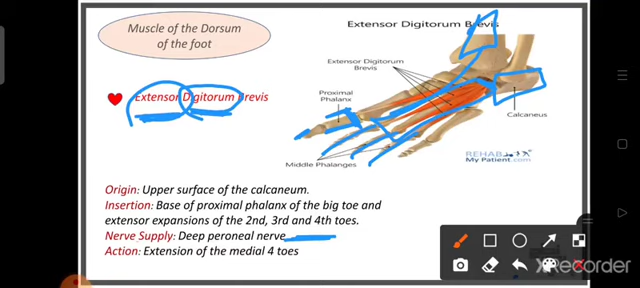 Muscle of the Dorsum
of the foot
Extensor Digitorum Brevis
Extensor Digitorum Brevis
Extensor Digitorum
Brevis
Proximal
Phalanx
Calcaneus
Middle Phalanges
REHAB
My Patient.com
Origin: Upper surface of the calcaneum.
Insertion: Base of proximal phalanx of the big toe and
extensor expansions of the 2nd, 3rd and 4th toes.
Nerve Supply: Deep peroneal nerve
Action: Extension of the medial 4 toes
XRecorder